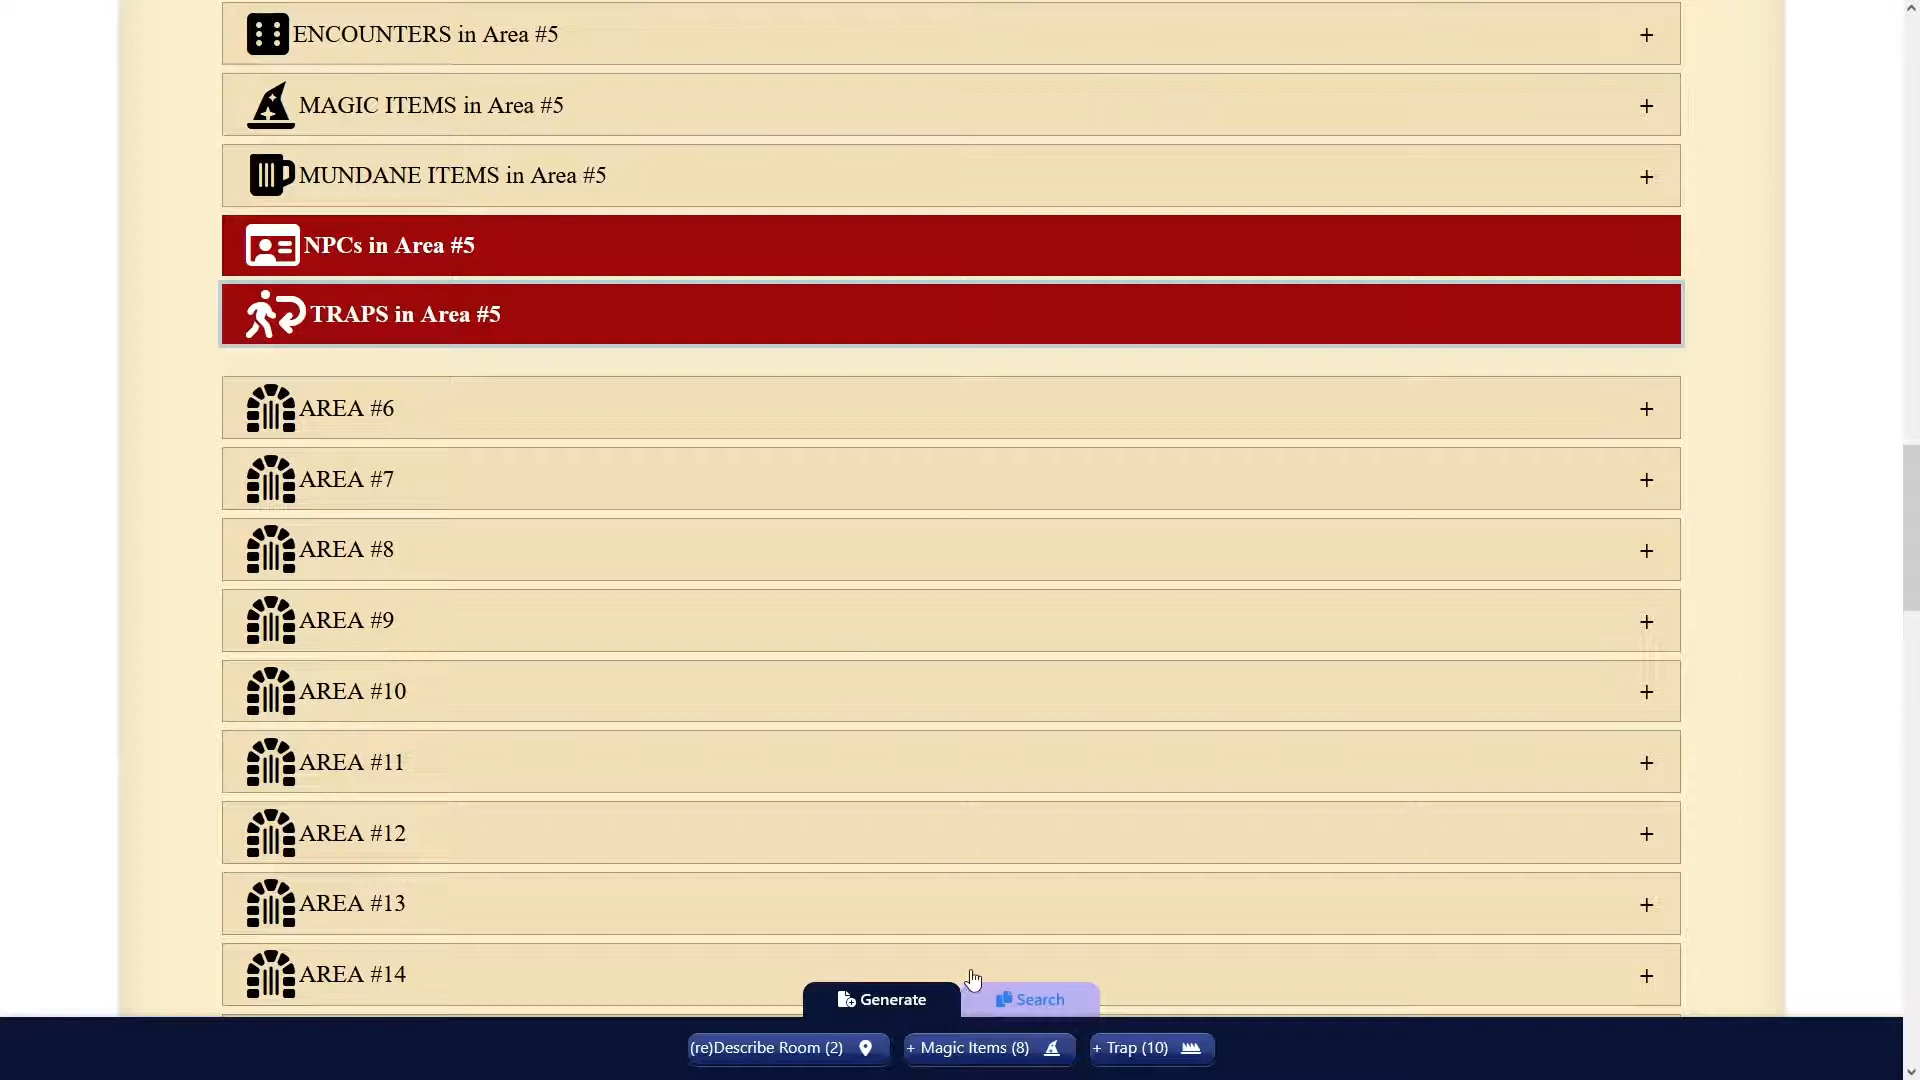 ENCOUNTERS in Area #5 +
MAGIC ITEMS in Area #5 +
MUNDANE ITEMS in Area #5 +
NPCs in Area #5
TRAPS in Area #5
AREA #6 +
AREA #7 +
AREA #8 +
AREA #9 +
AREA #10 +
AREA #11 +
AREA #12 +
AREA #13 +
AREA #14 +
Generate Search
(re)Describe Room (2) + Magic Items (8) + Trap (10)